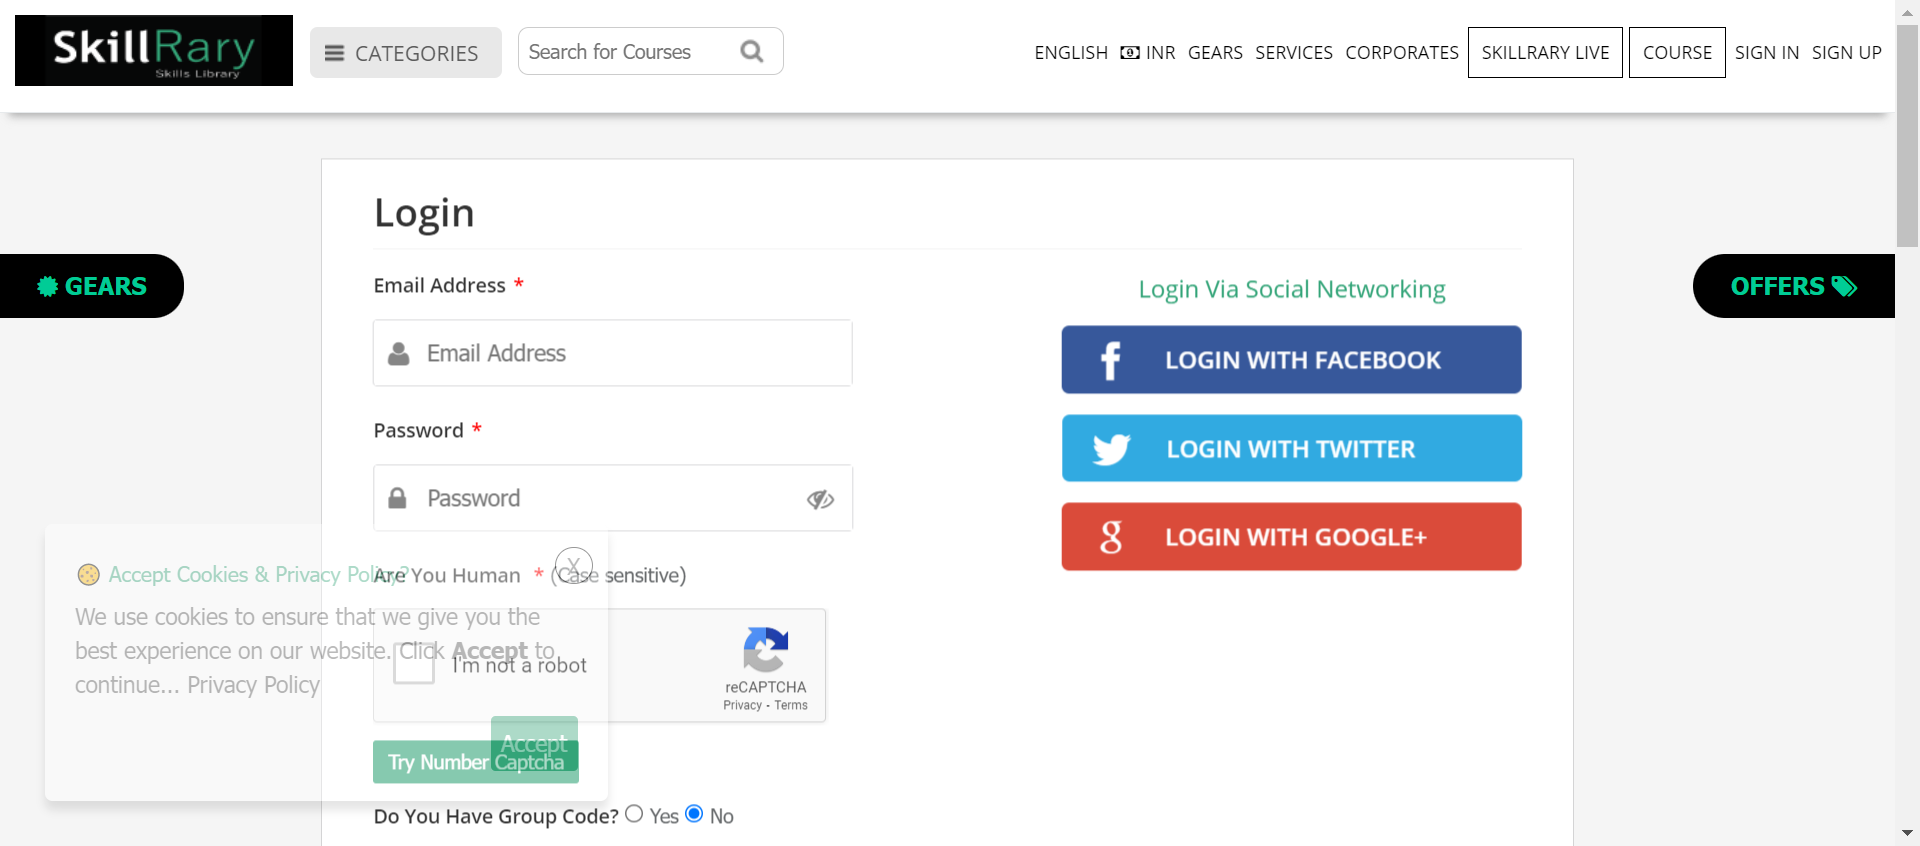 SkillRary
Skills Library
CATEGORIES
Search for Courses
ENGLISH INR GEARS SERVICES CORPORATES SKILLRARY LIVE COURSE SIGN IN SIGN UP
GEARS
OFFERS
Login
Email Address *
Email Address
Password *
Password
Are You Human * (Case sensitive)
I'm not a robot
reCAPTCHA
Privacy - Terms
Try Number Captcha
Do You Have Group Code? Yes No
Login Via Social Networking
LOGIN WITH FACEBOOK
LOGIN WITH TWITTER
LOGIN WITH GOOGLE+
Accept Cookies & Privacy Policy?
X
We use cookies to ensure that we give you the
best experience on our website. Click Accept to
continue... Privacy Policy
Accept